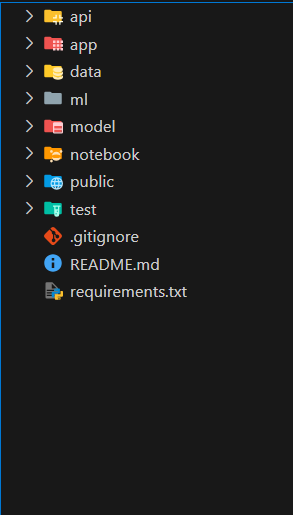 api
app
data
ml
model
notebook
public
test
.gitignore
README.md
requirements.txt